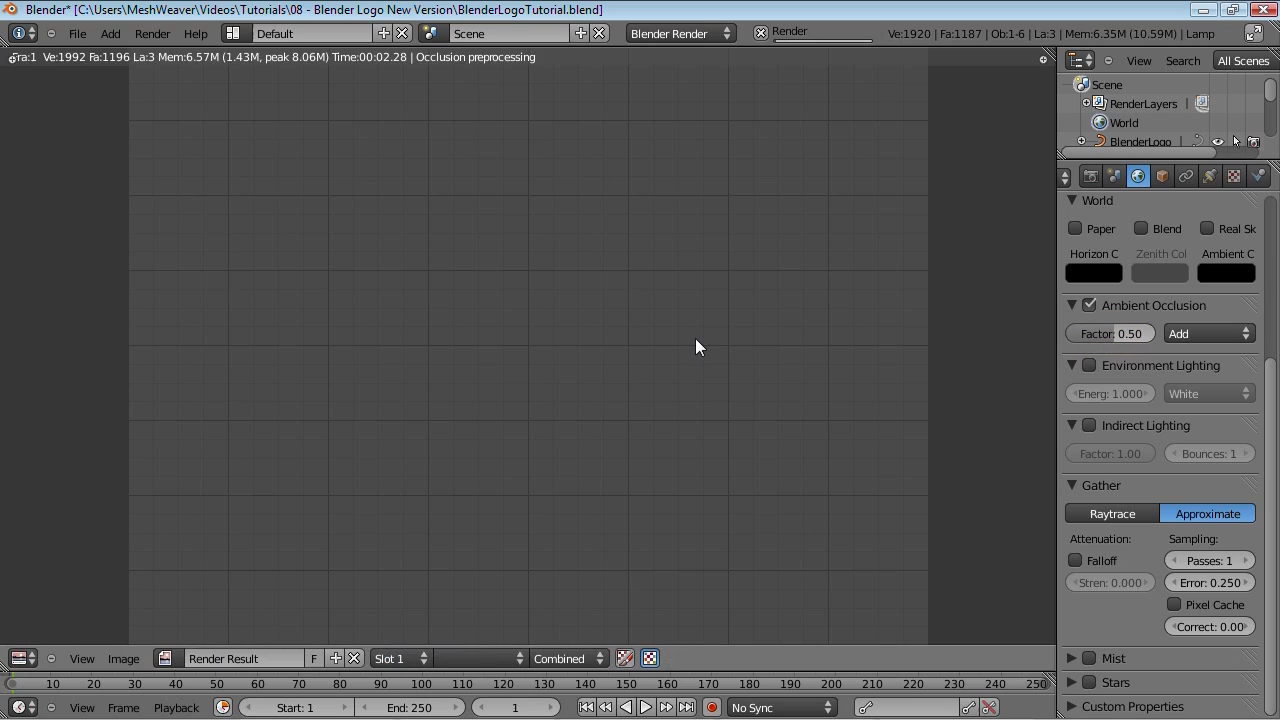 Blender* [C:\Users\MeshWeaver\Videos\Tutorials\08 - Blender Logo New Version\BlenderLogoTutorial.blend]
File Add Render Help Default Scene Blender Render Render Ve:1920 | Fa:1187 | Ob:1-6 | La:3 | Mem:6.35M (10.59M) | Lamp
Fra:1 Ve:1992 Fa:1196 La:3 Mem:6.57M (1.43M, peak 8.06M) Time:00:02.28 | Occlusion preprocessing
View Search All Scenes
Scene
RenderLayers
World
BlenderLogo
World
Paper Blend Real Sk
Horizon C Zenith Col Ambient C
Ambient Occlusion
Factor: 0.50 Add
Environment Lighting
Energ: 1.000 White
Indirect Lighting
Factor: 1.00 Bounces: 1
Gather
Raytrace Approximate
Attenuation: Sampling:
Falloff Passes: 1
Stren: 0.000 Error: 0.250
Pixel Cache
Correct: 0.00
Mist
Stars
Custom Properties
View Image Render Result F Slot 1 Combined
10 20 30 40 50 60 70 80 90 100 110 120 130 140 150 160 170 180 190 200 210 220 230 240 250
View Frame Playback Start: 1 End: 250 1 No Sync